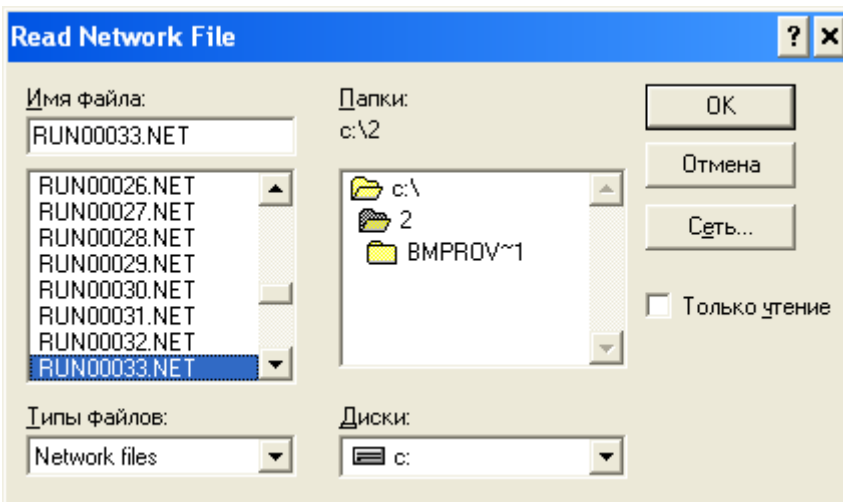 Read Network File
Имя файла:
RUN00033.NET
RUN00026.NET
RUN00027.NET
RUN00028.NET
RUN00029.NET
RUN00030.NET
RUN00031.NET
RUN00032.NET
RUN00033.NET
Типы файлов:
Network files
Папки:
c:\2
c:\
2
BMPROV~1
Диски:
c:
OK
Отмена
Сеть...
Только чтение